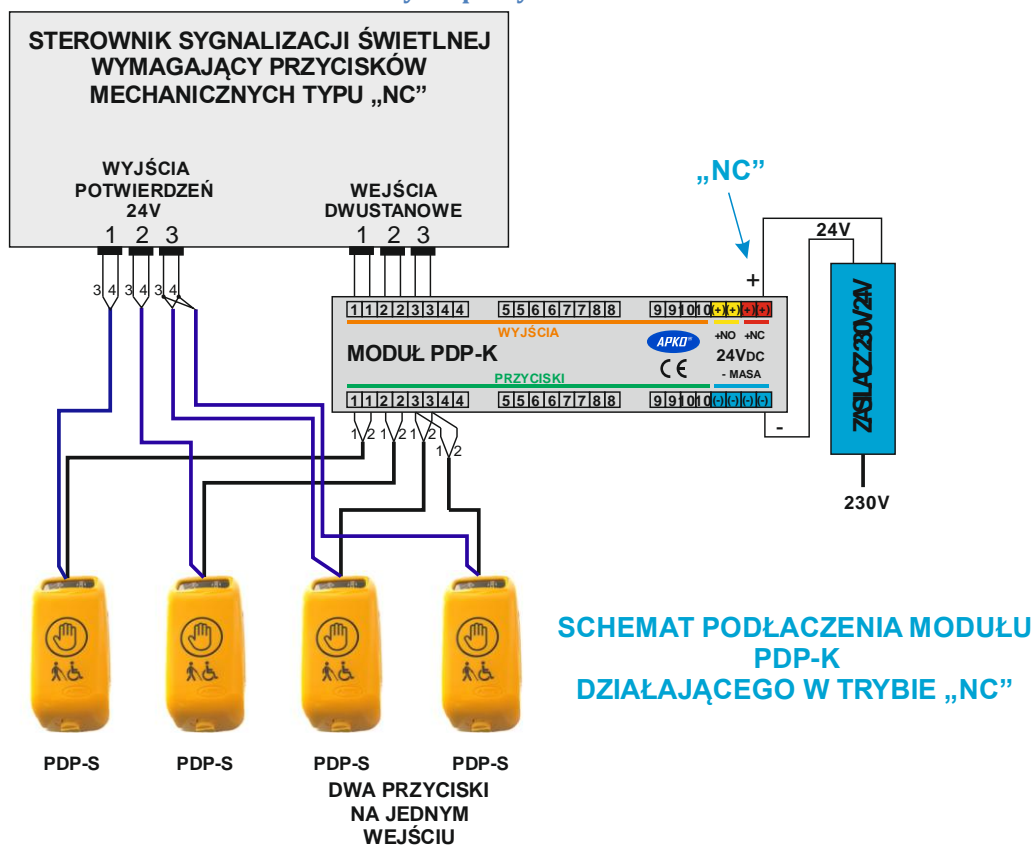 STEROWNIK SYGNALIZACJI ŚWIETLNEJ
WYMAGAJĄCY PRZYCISKÓW
MECHANICZNYCH TYPU „NC”
WYJŚCIA
POTWIERDZEŃ
24V
1 2 3
WEJŚCIA
DWUSTANOWE
1 2 3
3 4 3 4 3 4
„NC”
24V
+
1 1 2 2 3 3 4 4 5 5 6 6 7 7 8 8 9 9 10 10 (+) (+) (+) (+)
WYJŚCIA
APKO®
+NO +NC
MODUŁ PDP-K
24VDC
CE
- MASA
PRZYCISKI
1 1 2 2 3 3 4 4 5 5 6 6 7 7 8 8 9 9 10 10 (-) (-) (-) (-)
-
ZASILACZ 230V/24V
230V
1 2 1 2 1 2
1 2
SCHEMAT PODŁACZENIA MODUŁU
PDP-K
DZIAŁAJĄCEGO W TRYBIE „NC”
PDP-S PDP-S PDP-S PDP-S
DWA PRZYCISKI
NA JEDNYM
WEJŚCIU